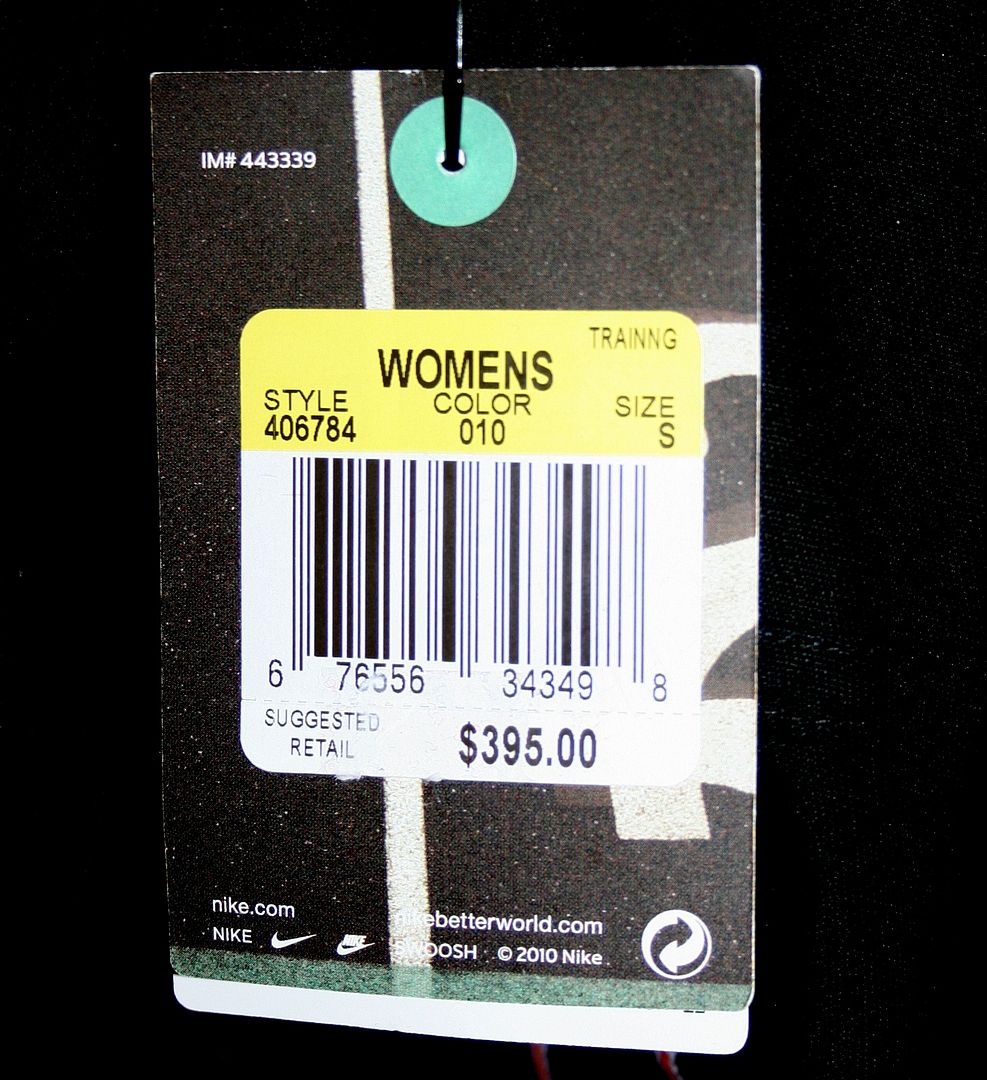 IM# 443339
TRAINNG
WOMENS
STYLE COLOR SIZE
406784 010 S
6 76556 34349 8
SUGGESTED
RETAIL $395.00
nike.com nikebetterworld.com
NIKE NIKE SWOOSH © 2010 Nike